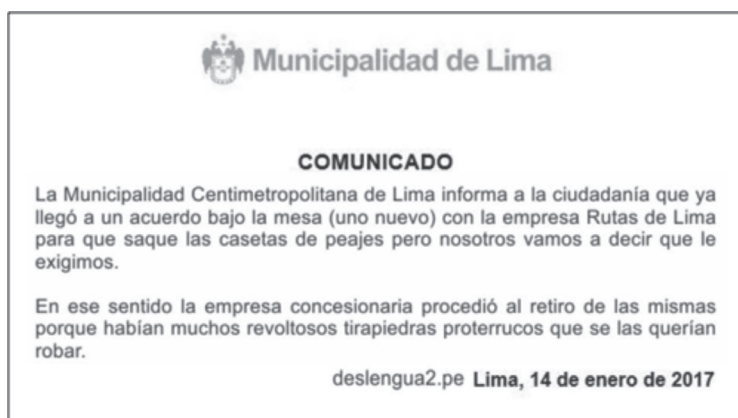 Municipalidad de Lima
COMUNICADO
La Municipalidad Centimetropolitana de Lima informa a la ciudadanía que ya
llegó a un acuerdo bajo la mesa (uno nuevo) con la empresa Rutas de Lima
para que saque las casetas de peajes pero nosotros vamos a decir que le
exigimos.
En ese sentido la empresa concesionaria procedió al retiro de las mismas
porque habían muchos revoltosos tirapiedras proterrucos que se las querían
robar.
deslengua2.pe Lima, 14 de enero de 2017